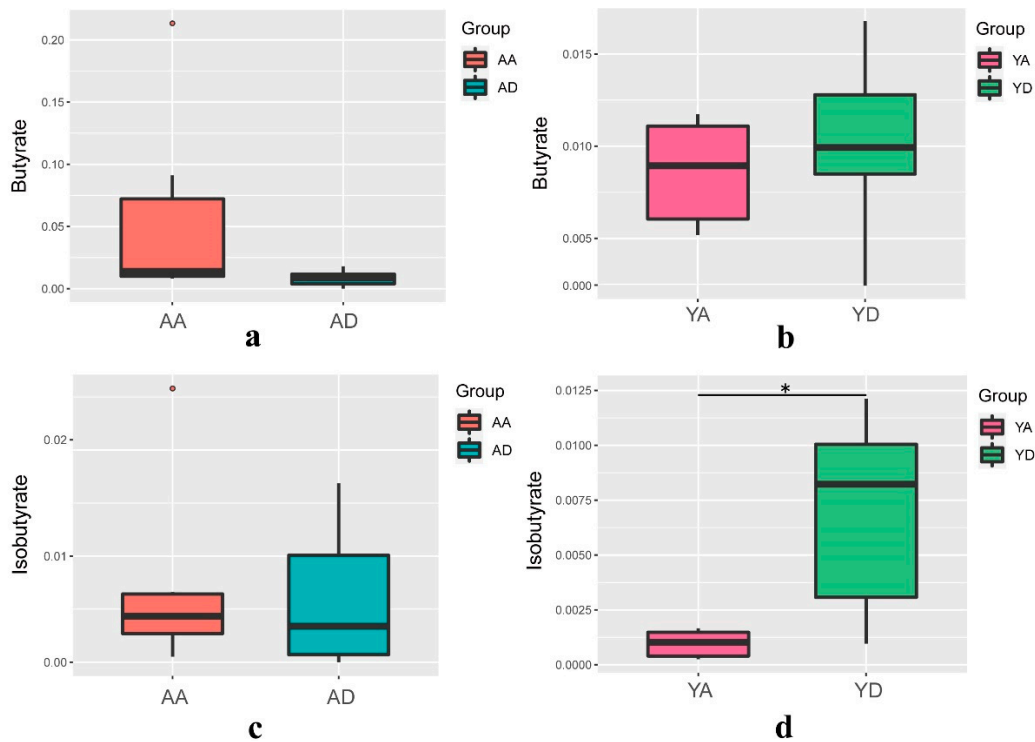 Butyrate
0.20
0.15
0.10
0.05
0.00
AA
AD
Group
AA
AD
a
Butyrate
0.015
0.010
0.005
0.000
YA
YD
Group
YA
YD
b
Isobutyrate
0.02
0.01
0.00
AA
AD
Group
AA
AD
c
Isobutyrate
0.0125
0.0100
0.0075
0.0050
0.0025
0.0000
*
YA
YD
Group
YA
YD
d